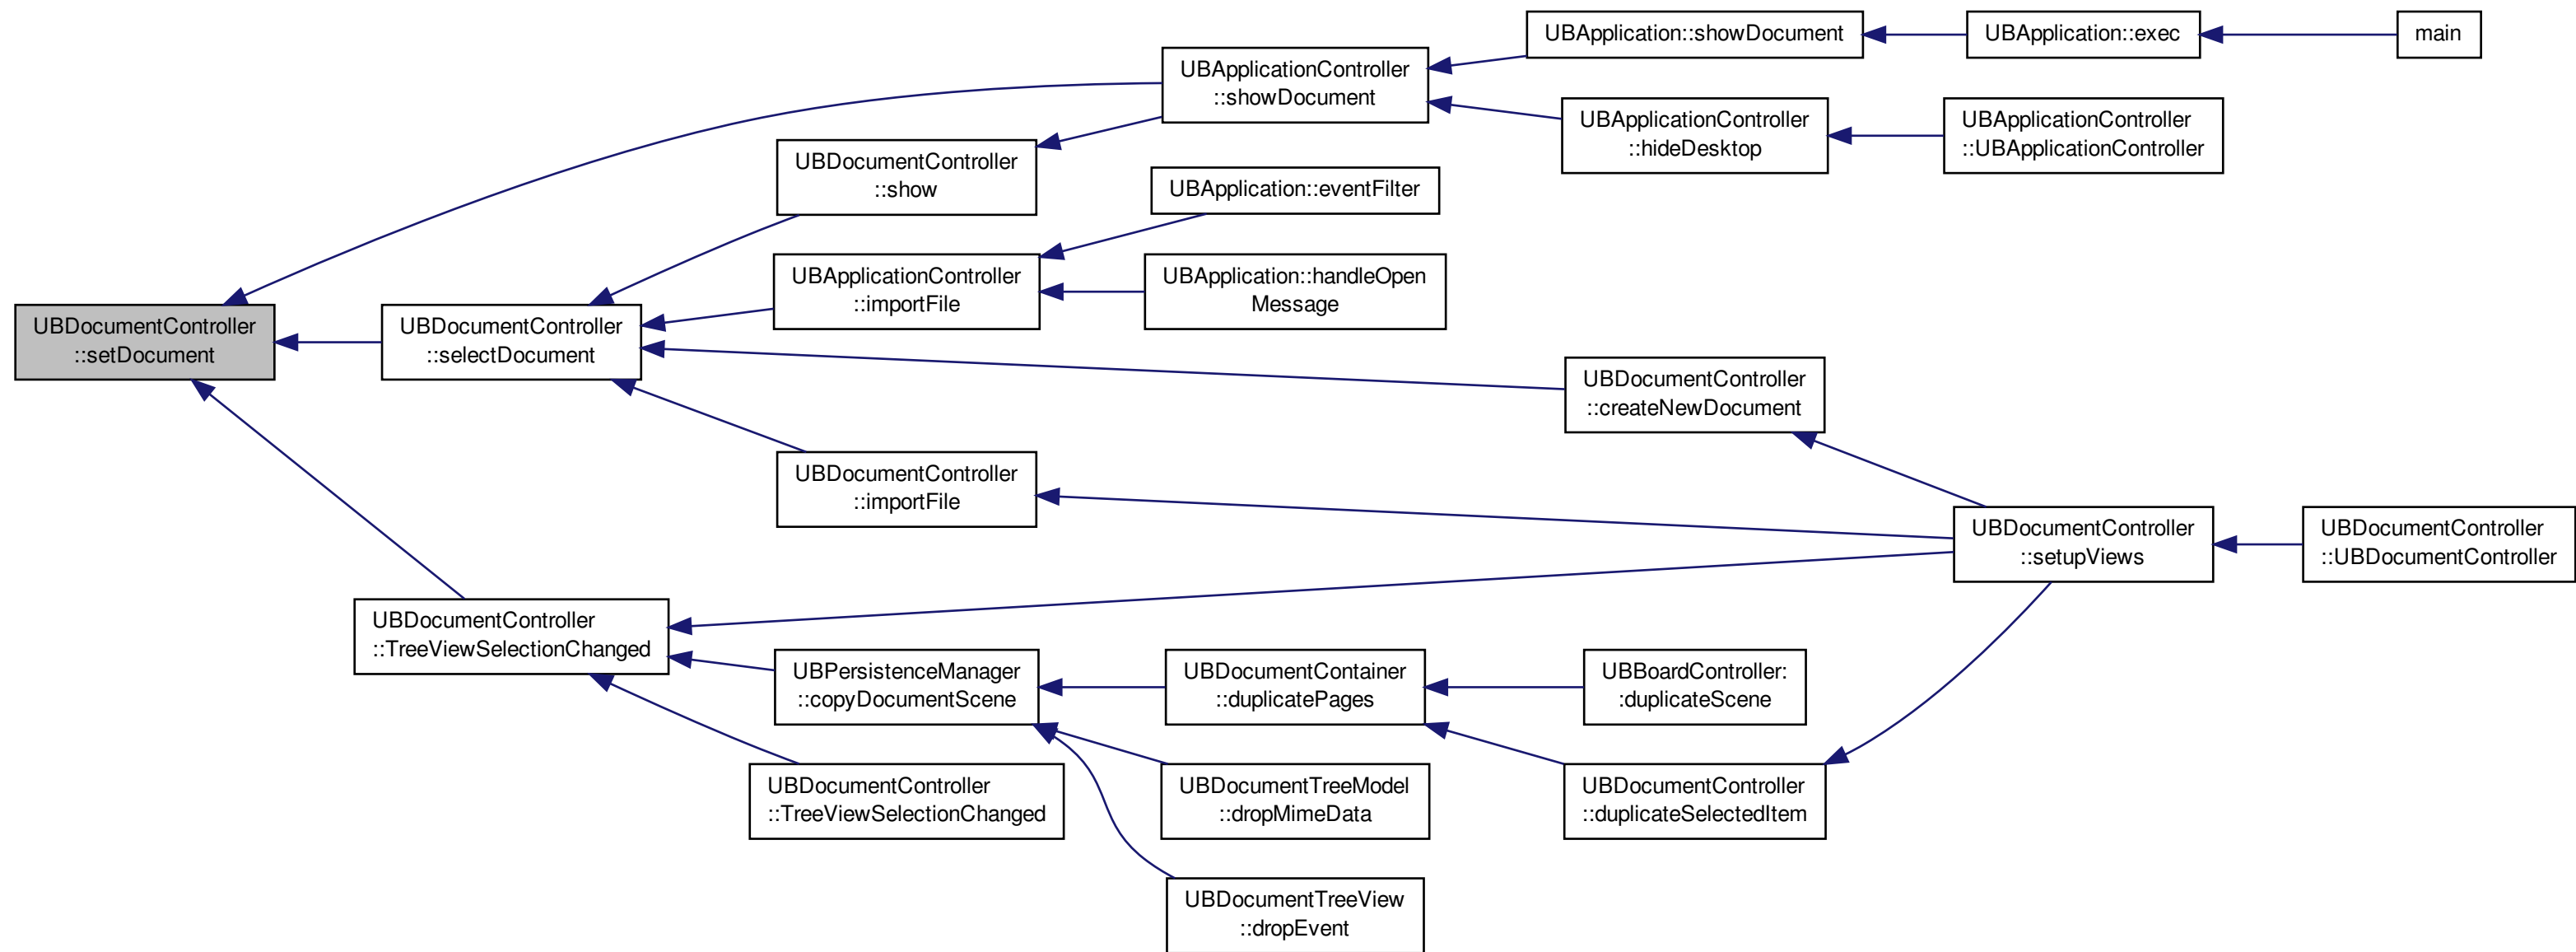 UBApplication::showDocument
UBApplication::exec
main
UBApplicationController
::showDocument
UBApplicationController
::hideDesktop
UBApplicationController
::UBApplicationController
UBDocumentController
::show
UBApplication::eventFilter
UBApplicationController
::importFile
UBApplication::handleOpen
Message
UBDocumentController
::setDocument
UBDocumentController
::selectDocument
UBDocumentController
::createNewDocument
UBDocumentController
::importFile
UBDocumentController
::setupViews
UBDocumentController
::UBDocumentController
UBDocumentController
::TreeViewSelectionChanged
UBPersistenceManager
::copyDocumentScene
UBDocumentContainer
::duplicatePages
UBBoardController:
:duplicateScene
UBDocumentController
::TreeViewSelectionChanged
UBDocumentTreeModel
::dropMimeData
UBDocumentController
::duplicateSelectedItem
UBDocumentTreeView
::dropEvent